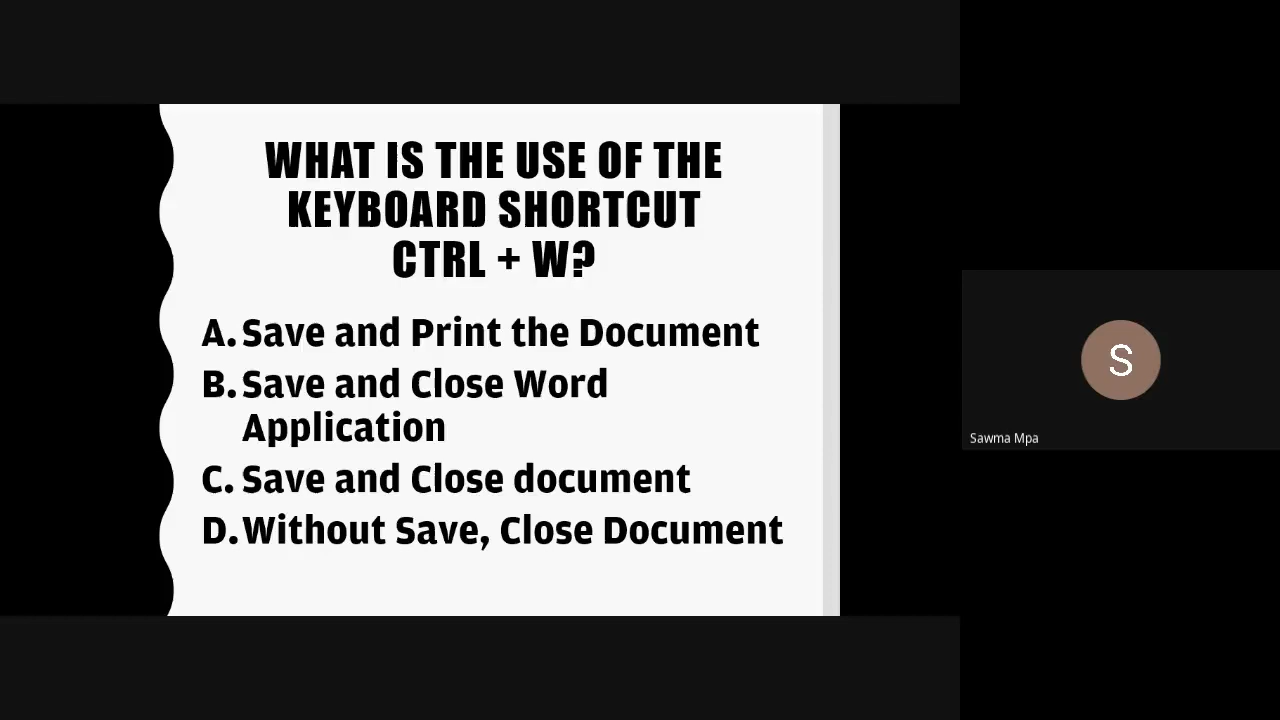 WHAT IS THE USE OF THE
KEYBOARD SHORTCUT
CTRL + W?
A. Save and Print the Document
B. Save and Close Word
Application
C. Save and Close document
D. Without Save, Close Document
S
Sawma Mpa